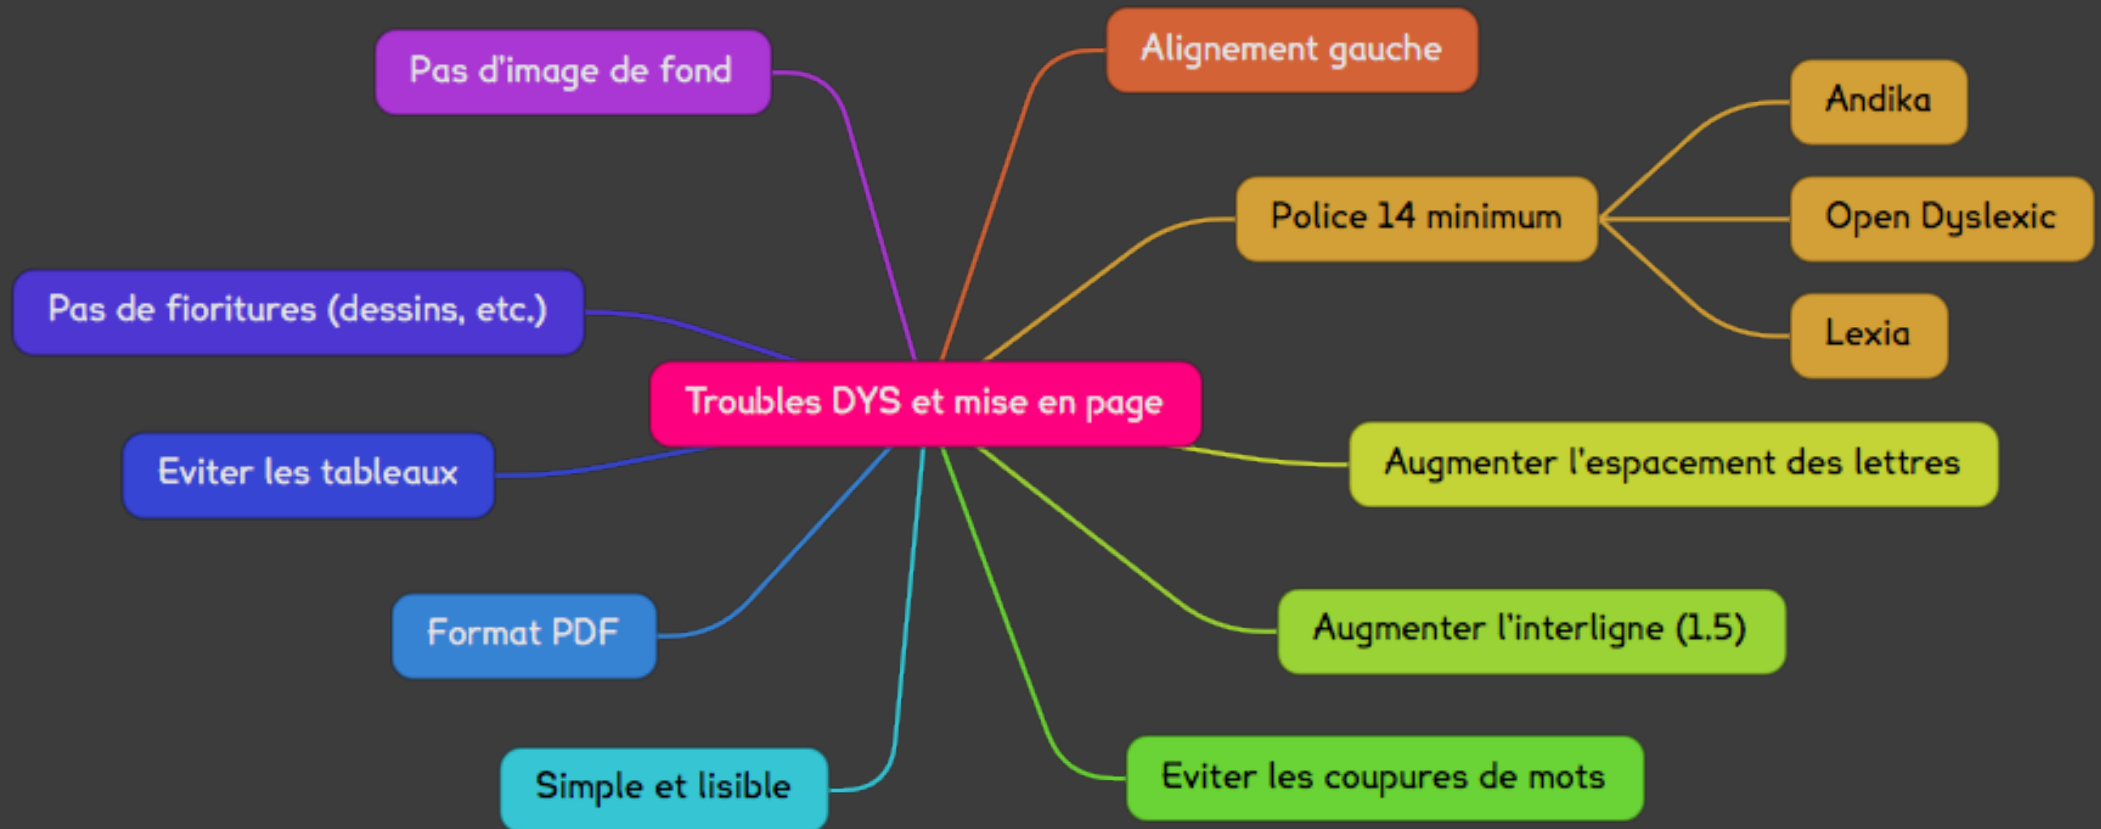 Pas d'image de fond
Alignement gauche
Andika
Police 14 minimum
Open Dyslexic
Pas de fioritures (dessins, etc.)
Lexia
Troubles DYS et mise en page
Eviter les tableaux
Augmenter l'espacement des lettres
Format PDF
Augmenter l'interligne (1.5)
Simple et lisible
Eviter les coupures de mots